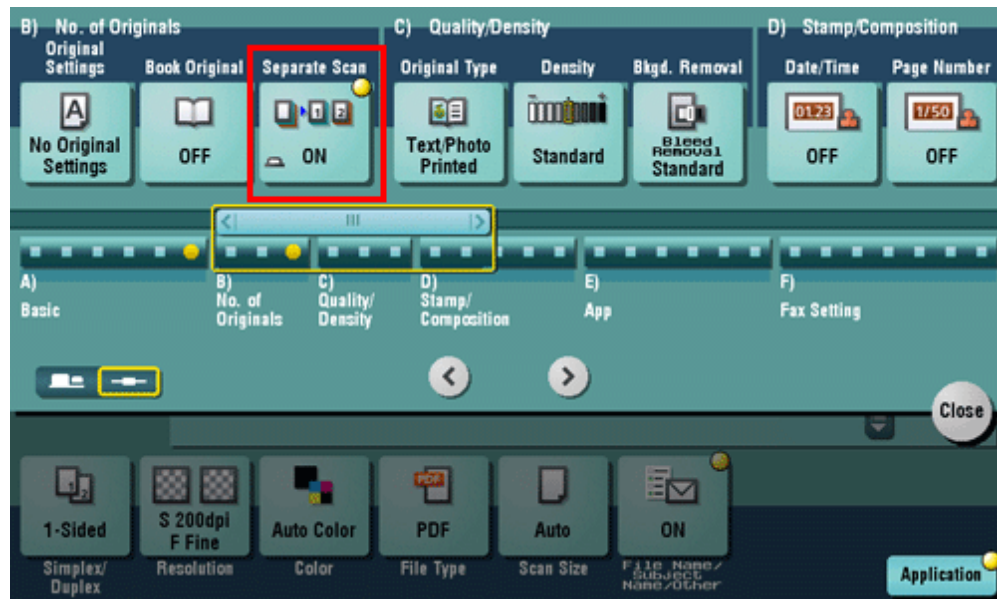 B) No. of Originals
C) Quality/Density
D) Stamp/Composition
Original
Settings
Book Original
Separate Scan
Original Type
Density
Bkgd. Removal
Date/Time
Page Number
A
1 2
01.23
1/50
No Original
Settings
OFF
ON
Text/Photo
Printed
Standard
Bleed
Removal
Standard
OFF
OFF
A)
Basic
B)
No. of
Originals
C)
Quality/
Density
D)
Stamp/
Composition
E)
App
F)
Fax Setting
Close
1 2
PDF
1-Sided
S 200dpi
F Fine
Auto Color
PDF
Auto
ON
Simplex/
Duplex
Resolution
Color
File Type
Scan Size
File Name/
Subject
Name/Other
Application